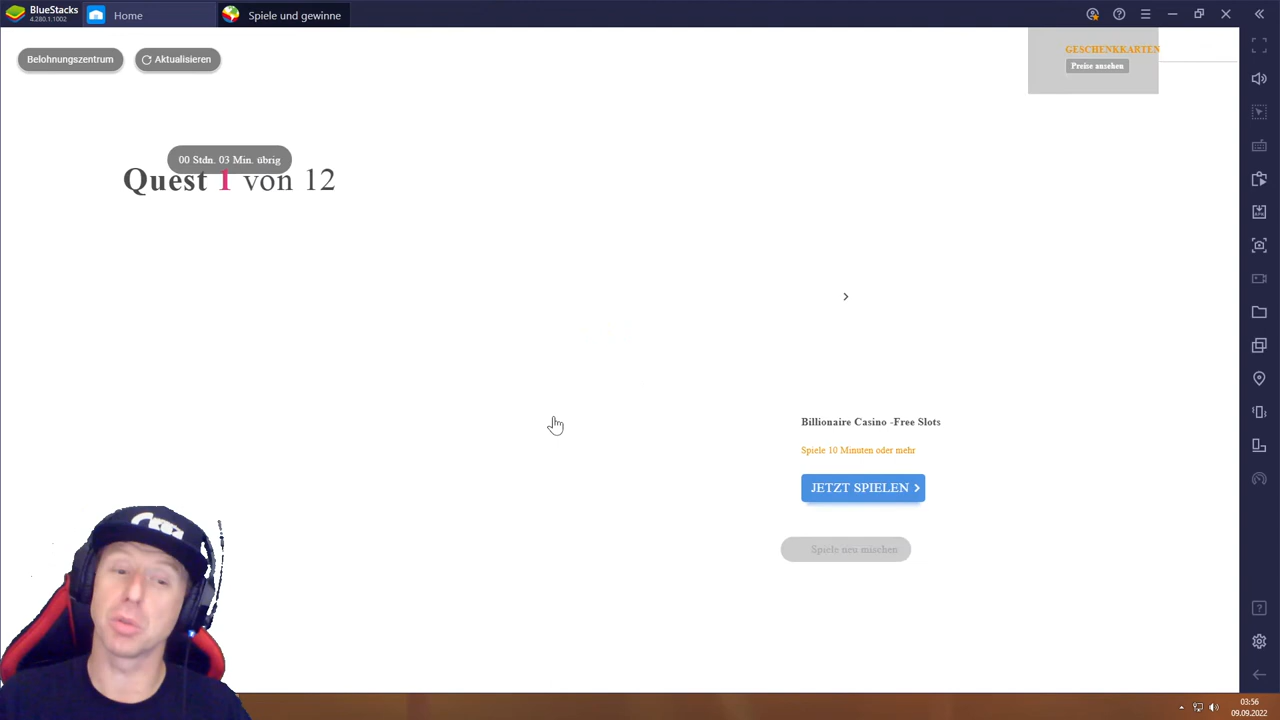 BlueStacks
4.280.1.1002
Home
Spiele und gewinne
Belohnungszentrum
Aktualisieren
GESCHENKKARTEN
Preise ansehen
00 Stdn. 03 Min. übrig
Quest 1 von 12
Billionaire Casino -Free Slots
Spiele 10 Minuten oder mehr
JETZT SPIELEN
Spiele neu mischen
03:56
09.09.2022